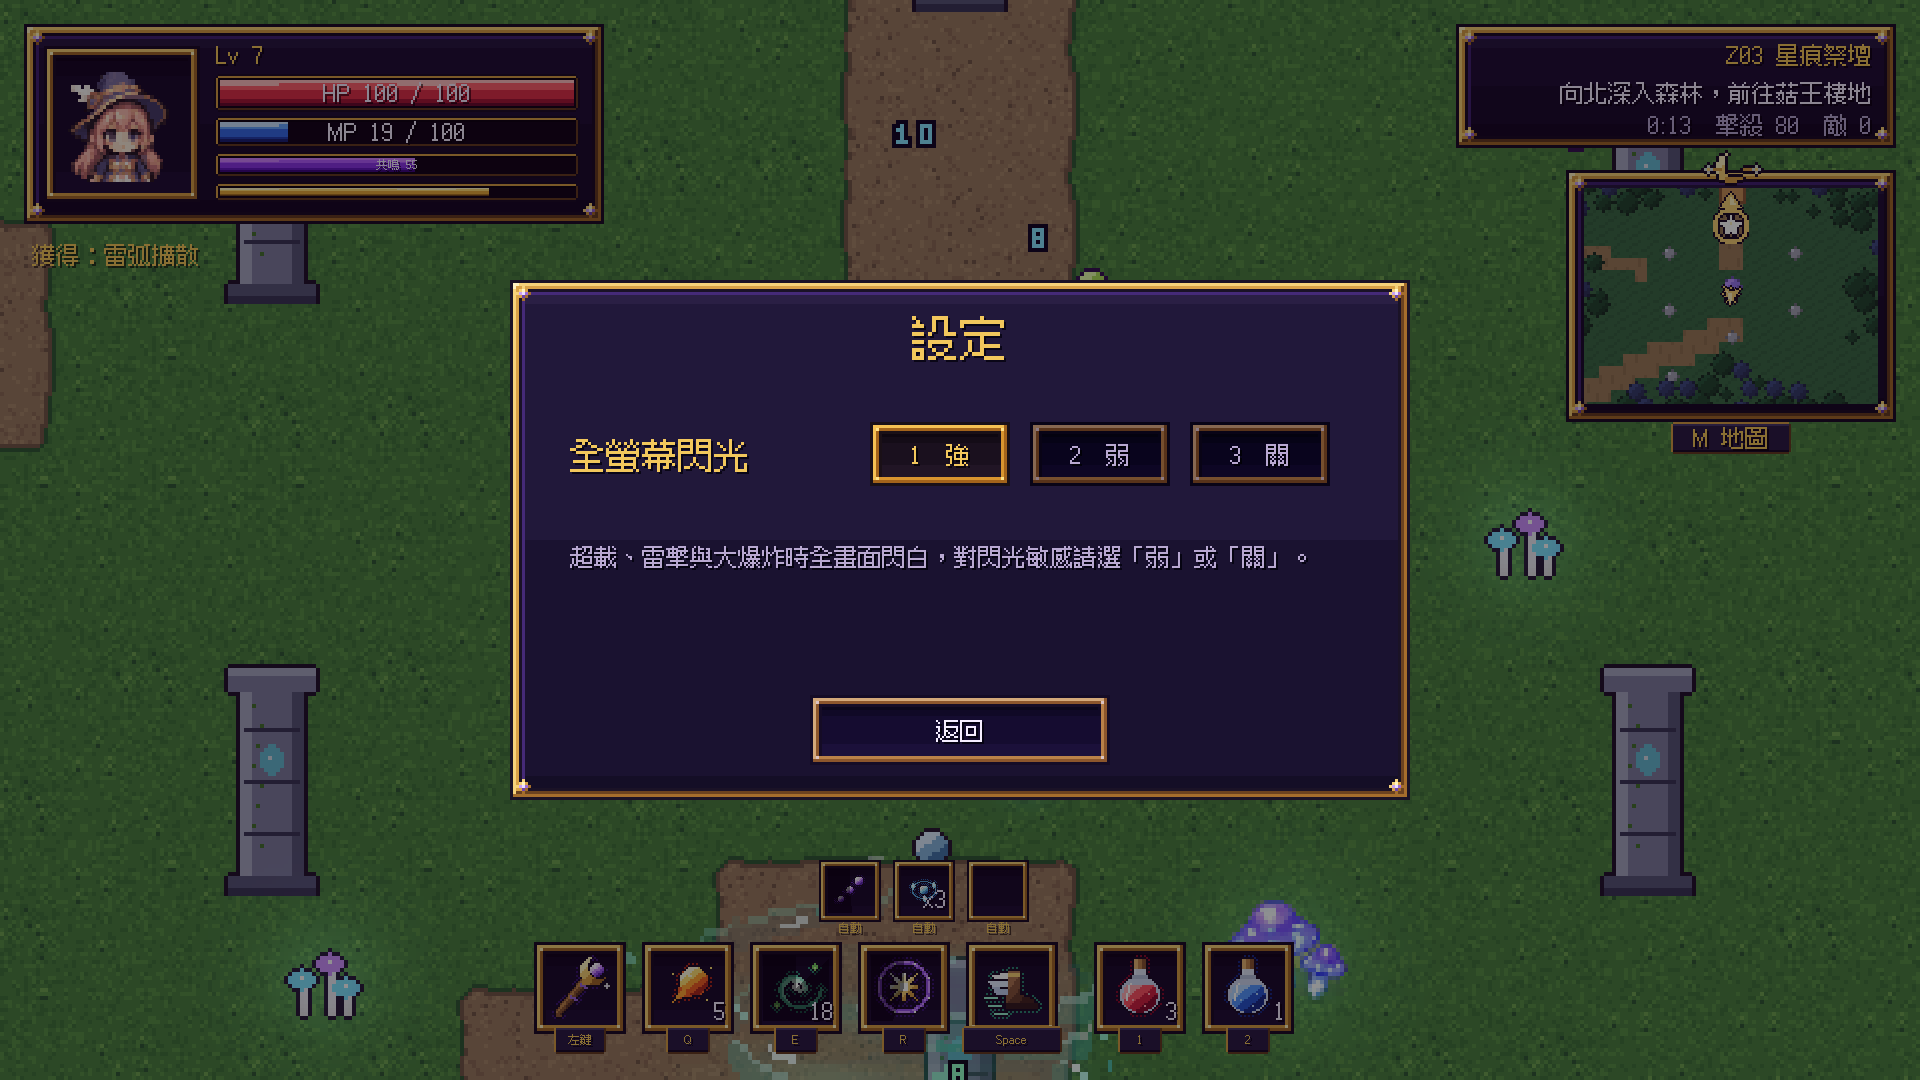 Lv 7
HP 100 / 100
MP 19 / 100
共鳴 55
獲得：雷弧擴散
10
8
Z03 星痕祭壇
向北深入森林，前往菇王棲地
0:13 擊殺 80 敵 0
M 地圖
設定
全螢幕閃光
1 強
2 弱
3 關
超載、雷擊與大爆炸時全畫面閃白，對閃光敏感請選「弱」或「關」。
返回
x3
自動
自動
自動
5
18
3
1
左鍵
Q
E
R
Space
1
2
8